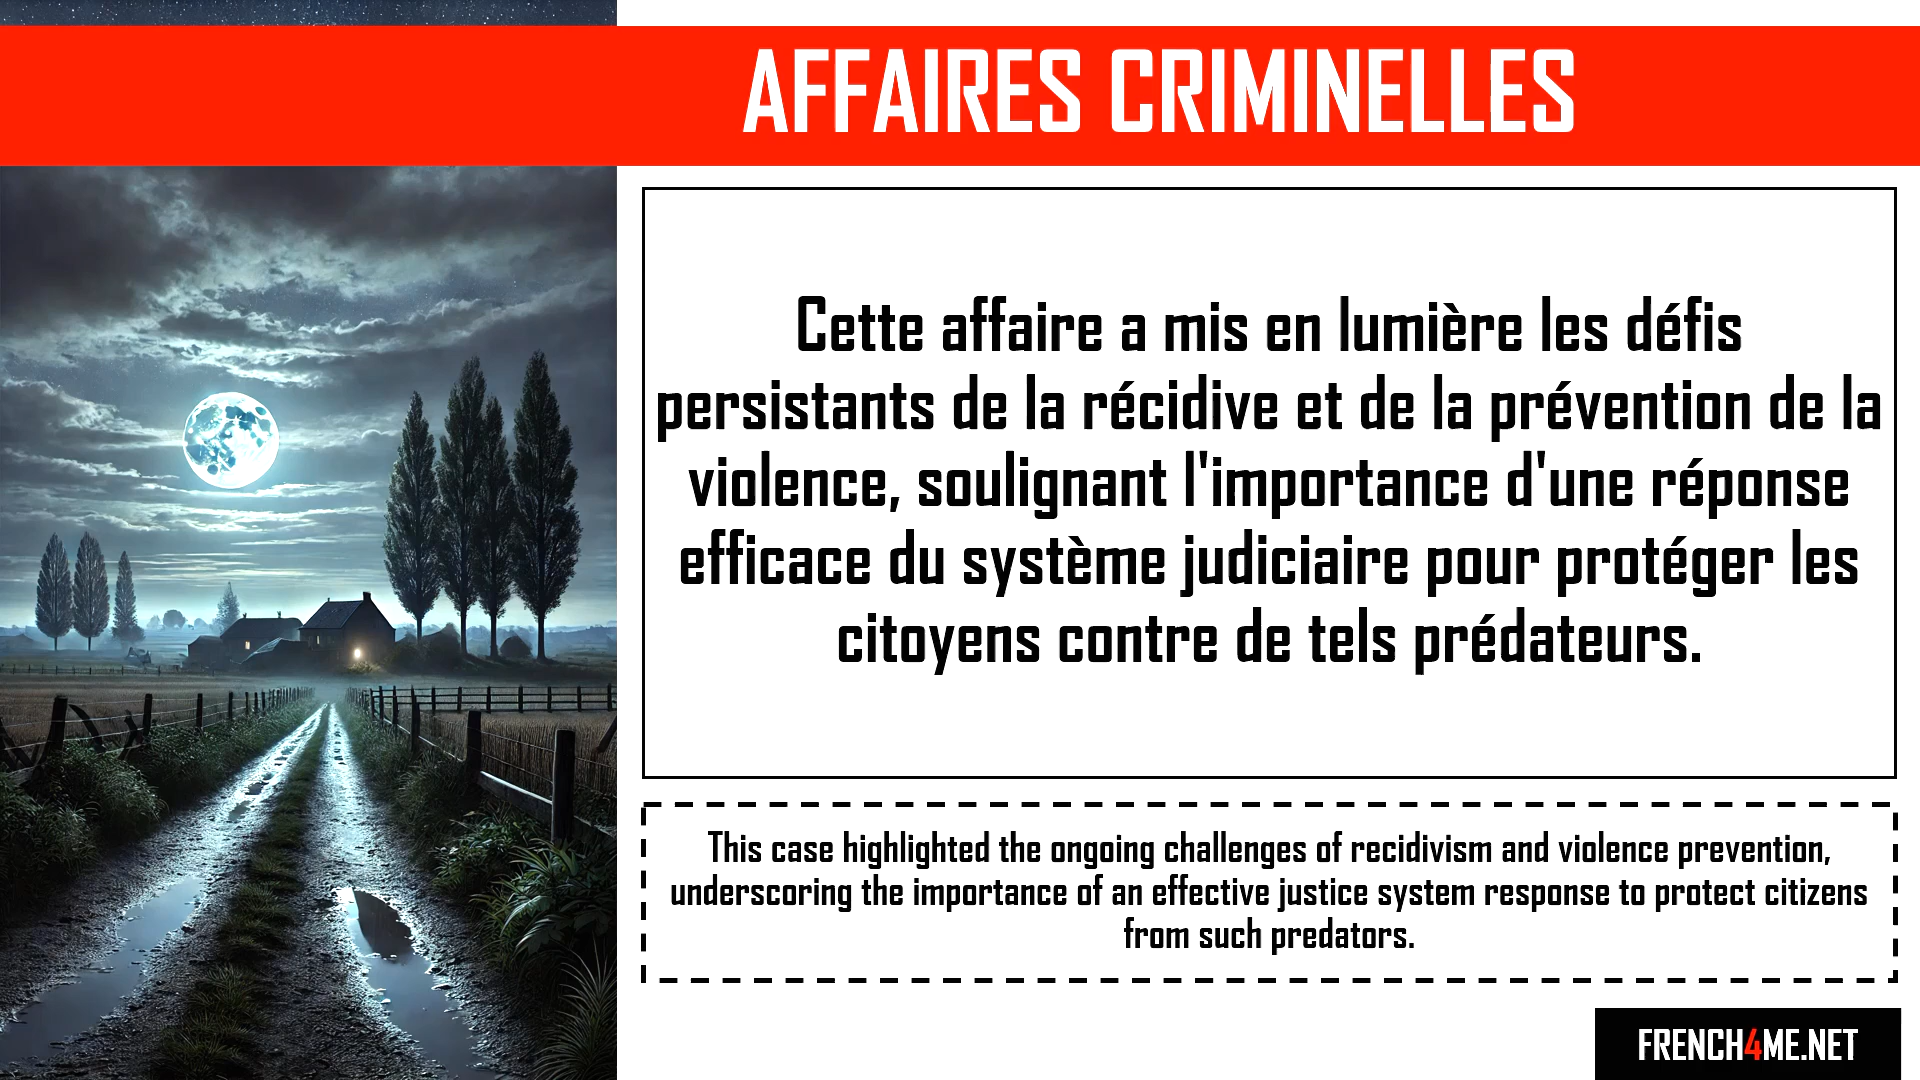 AFFAIRES CRIMINELLES
Cette affaire a mis en lumière les défis
persistants de la récidive et de la prévention de la
violence, soulignant l'importance d'une réponse
efficace du système judiciaire pour protéger les
citoyens contre de tels prédateurs.
This case highlighted the ongoing challenges of recidivism and violence prevention,
underscoring the importance of an effective justice system response to protect citizens
from such predators.
FRENCH4ME.NET